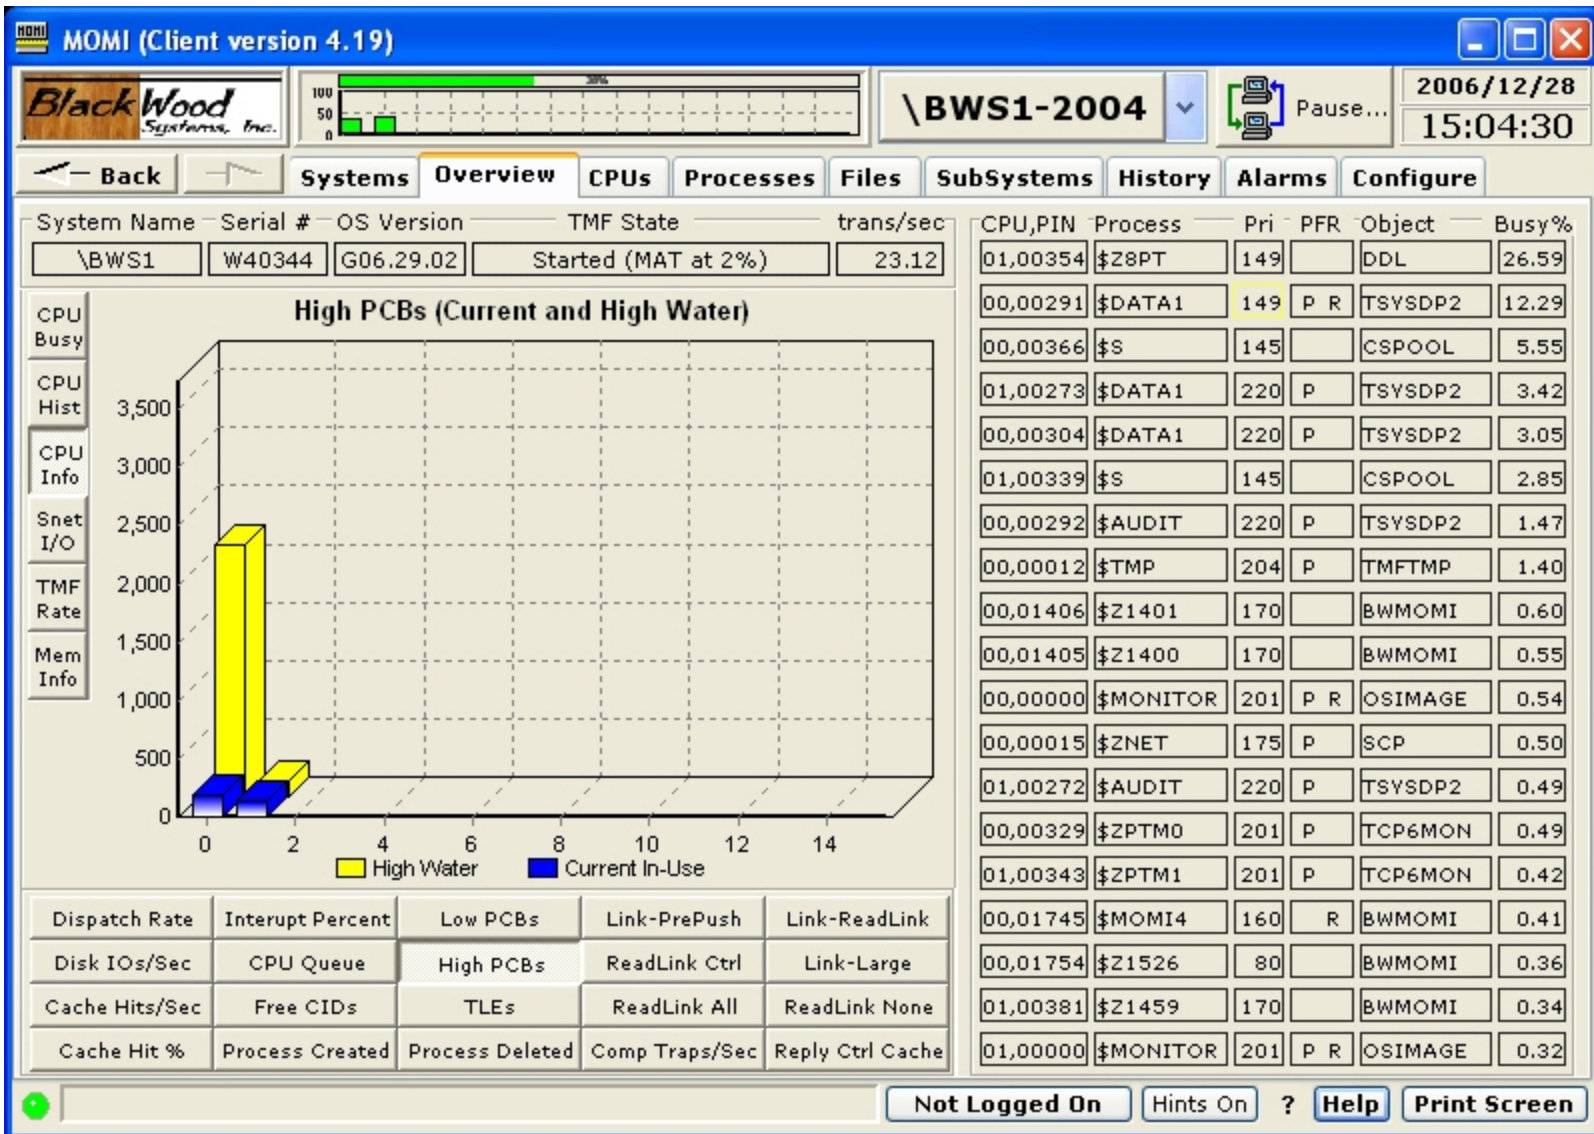 MOMI (Client version 4.19)
BlackWood
Systems, Inc.
38%
100
50
0
\BWS1-2004
Pause...
2006/12/28
15:04:30
Back
Systems Overview CPUs Processes Files SubSystems History Alarms Configure
System Name Serial # OS Version TMF State trans/sec
\BWS1 W40344 G06.29.02 Started (MAT at 2%) 23.12
CPU Busy
CPU Hist
CPU Info
Snet I/O
TMF Rate
Mem Info
High PCBs (Current and High Water)
3,500
3,000
2,500
2,000
1,500
1,000
500
0
0 2 4 6 8 10 12 14
High Water Current In-Use
Dispatch Rate Interupt Percent Low PCBs Link-PrePush Link-ReadLink
Disk IOs/Sec CPU Queue High PCBs ReadLink Ctrl Link-Large
Cache Hits/Sec Free CIDs TLEs ReadLink All ReadLink None
Cache Hit % Process Created Process Deleted Comp Traps/Sec Reply Ctrl Cache
CPU,PIN Process Pri PFR Object Busy%
01,00354 $Z8PT 149 DDL 26.59
00,00291 $DATA1 149 P R TSYSDP2 12.29
00,00366 $S 145 CSPOOL 5.55
01,00273 $DATA1 220 P TSYSDP2 3.42
00,00304 $DATA1 220 P TSYSDP2 3.05
01,00339 $S 145 CSPOOL 2.85
00,00292 $AUDIT 220 P TSYSDP2 1.47
00,00012 $TMP 204 P TMFTMP 1.40
00,01406 $Z1401 170 BWMOMI 0.60
00,01405 $Z1400 170 BWMOMI 0.55
00,00000 $MONITOR 201 P R OSIMAGE 0.54
00,00015 $ZNET 175 P SCP 0.50
01,00272 $AUDIT 220 P TSYSDP2 0.49
00,00329 $ZPTM0 201 P TCP6MON 0.49
01,00343 $ZPTM1 201 P TCP6MON 0.42
00,01745 $MOMI4 160 R BWMOMI 0.41
00,01754 $Z1526 80 BWMOMI 0.36
01,00381 $Z1459 170 BWMOMI 0.34
01,00000 $MONITOR 201 P R OSIMAGE 0.32
Not Logged On Hints On ? Help Print Screen